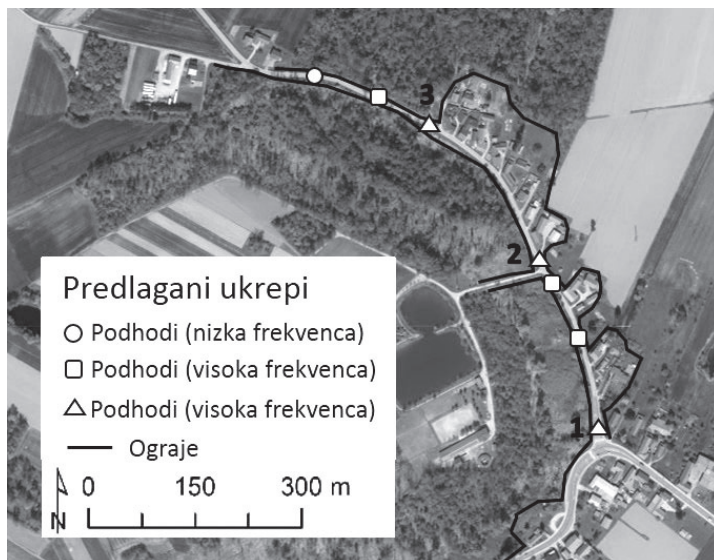 3
2
1
Predlagani ukrepi
Podhodi (nizka frekvenca)
Podhodi (visoka frekvenca)
Podhodi (visoka frekvenca)
Ograje
N
0 150 300 m